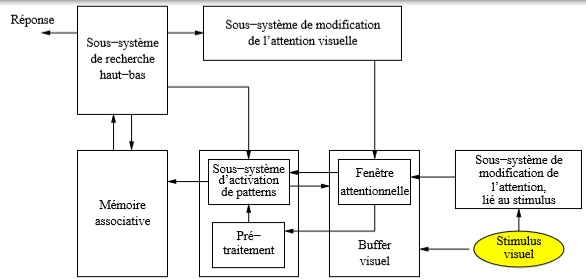 Réponse
Sous−système
de recherche
haut−bas
Sous−système de modification
de l'attention visuelle
Mémoire
associative
Sous−système
d'activation
de patterns
Pré−
traitement
Fenêtre
attentionnelle
Buffer
visuel
Sous−système de
modification de
l'attention,
lié au stimulus
Stimulus
visuel